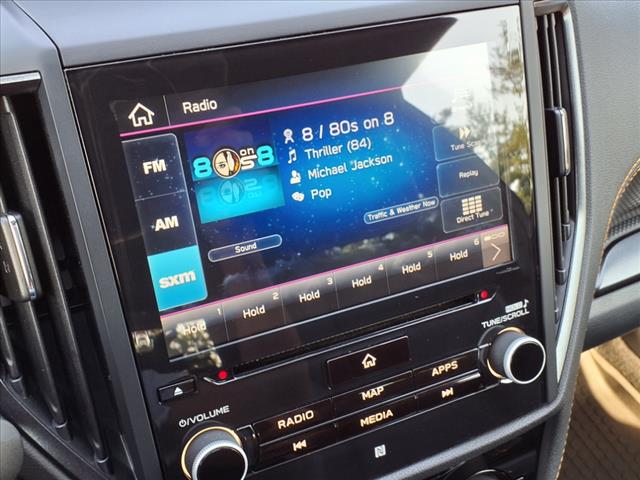 Radio
FM
8on8
8 / 80s on 8
Thriller (84)
Michael Jackson
Pop
Tune Scan
Replay
Direct Tune
AM
sxm
Sound
Traffic & Weather Now
1 Hold
2 Hold
3 Hold
4 Hold
5 Hold
6 Hold
HOLD
TUNE/SCROLL
VOLUME
RADIO
MAP
APPS
MEDIA
N